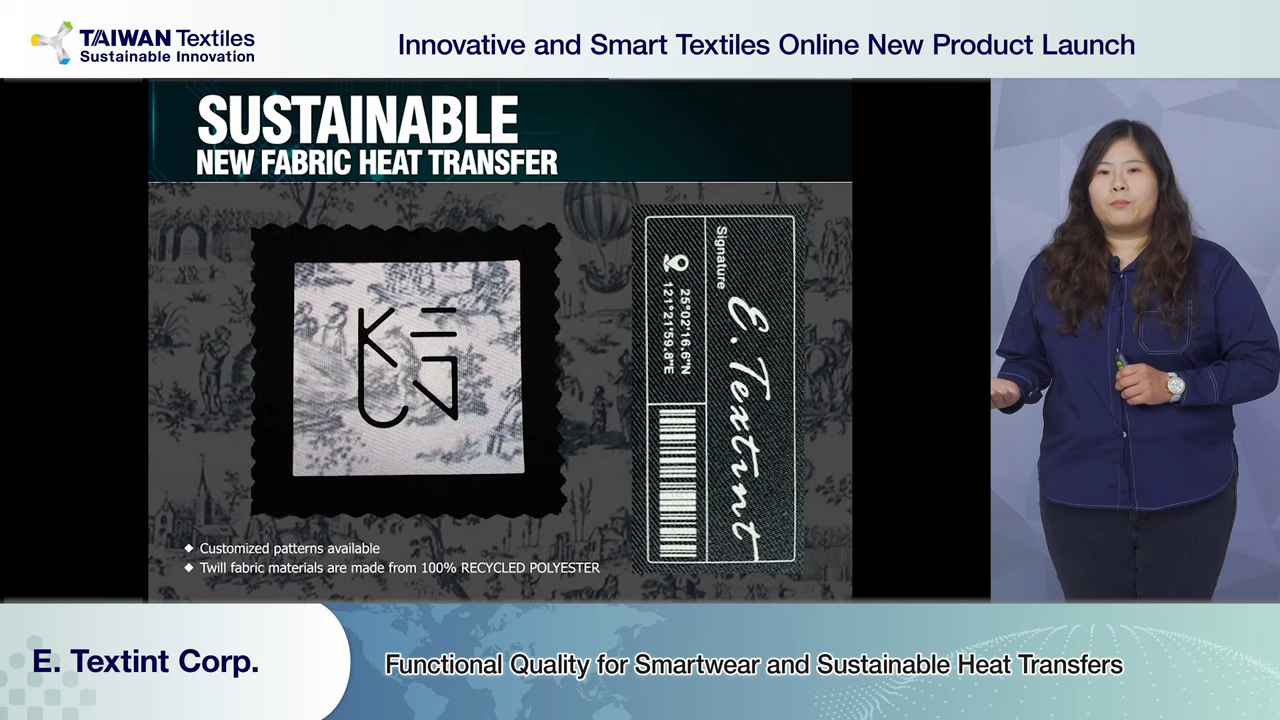 TAIWAN Textiles
Sustainable Innovation
Innovative and Smart Textiles Online New Product Launch
SUSTAINABLE
NEW FABRIC HEAT TRANSFER
Signature
E. Textint
25°02'16.6"N
121°21'59.8"E
◆ Customized patterns available
◆ Twill fabric materials are made from 100% RECYCLED POLYESTER
E. Textint Corp.
Functional Quality for Smartwear and Sustainable Heat Transfers